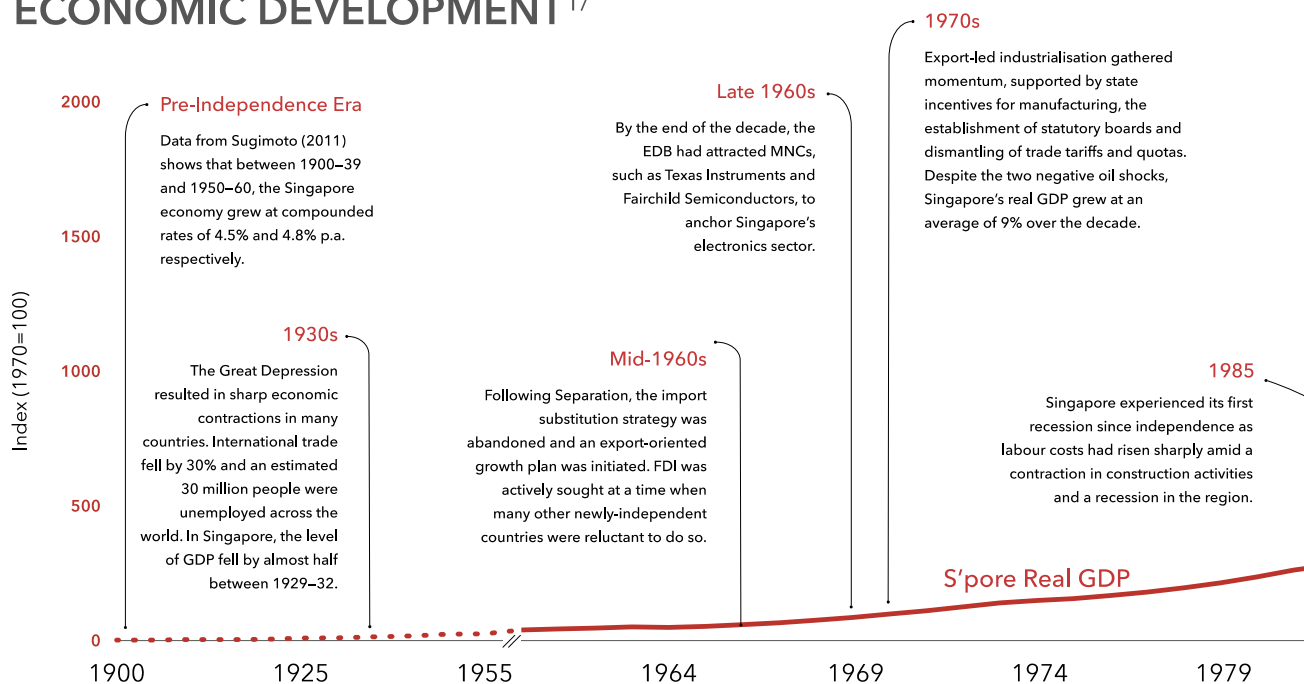 ECONOMIC DEVELOPMENT 17
Pre-Independence Era
Data from Sugimoto (2011)
shows that between 1900–39
and 1950–60, the Singapore
economy grew at compounded
rates of 4.5% and 4.8% p.a.
respectively.
1930s
The Great Depression
resulted in sharp economic
contractions in many
countries. International trade
fell by 30% and an estimated
30 million people were
unemployed across the
world. In Singapore, the level
of GDP fell by almost half
between 1929–32.
Late 1960s
By the end of the decade, the
EDB had attracted MNCs,
such as Texas Instruments and
Fairchild Semiconductors, to
anchor Singapore’s
electronics sector.
Mid-1960s
Following Separation, the import
substitution strategy was
abandoned and an export-oriented
growth plan was initiated. FDI was
actively sought at a time when
many other newly-independent
countries were reluctant to do so.
1970s
Export-led industrialisation gathered
momentum, supported by state
incentives for manufacturing, the
establishment of statutory boards and
dismantling of trade tariffs and quotas.
Despite the two negative oil shocks,
Singapore’s real GDP grew at an
average of 9% over the decade.
1985
Singapore experienced its first
recession since independence as
labour costs had risen sharply amid a
contraction in construction activities
and a recession in the region.
S’pore Real GDP
Index (1970=100)
2000
1500
1000
500
0
1900
1925
1955
1964
1969
1974
1979